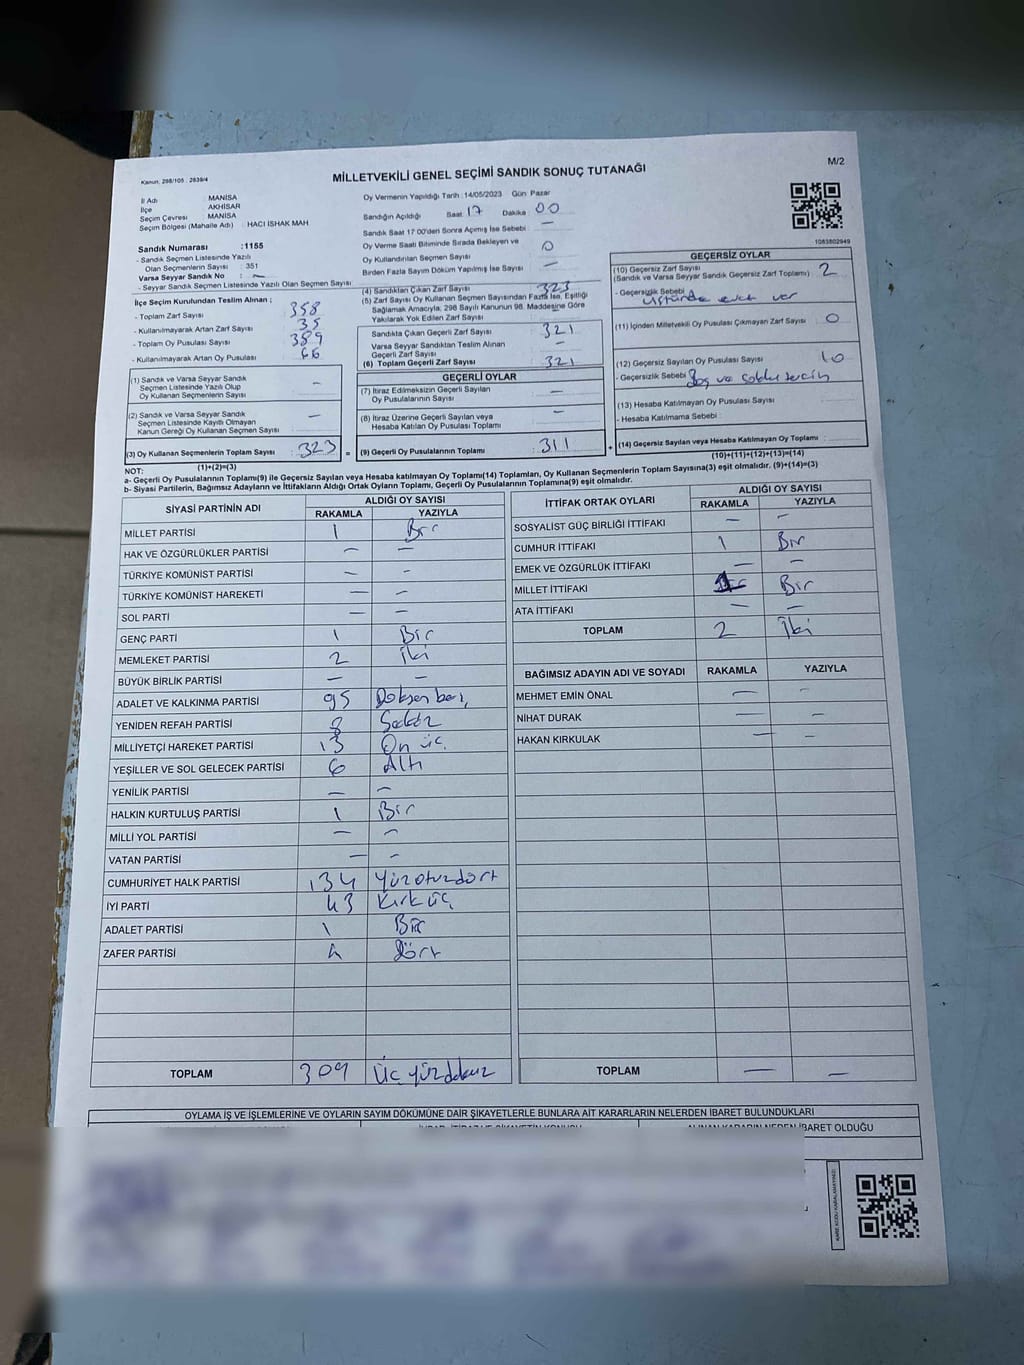 M/2
Kanun: 298/105 : 2839/4
MİLLETVEKİLİ GENEL SEÇİMİ SANDIK SONUÇ TUTANAĞI
İl Adı MANİSA
İlçe AKHİSAR
Seçim Çevresi MANİSA
Seçim Bölgesi (Mahalle Adı) : HACI İSHAK MAH
Sandık Numarası :1155
- Sandık Seçmen Listesinde Yazılı
Olan Seçmenlerin Sayısı : 351
Varsa Seyyar Sandık No : –
- Seyyar Sandık Seçmen Listesinde Yazılı Olan Seçmen Sayısı
İlçe Seçim Kurulundan Teslim Alınan ;
- Toplam Zarf Sayısı 358
- Kullanılmayarak Artan Zarf Sayısı 35
- Toplam Oy Pusulası Sayısı 389
- Kullanılmayarak Artan Oy Pusulası 66
Oy Vermenin Yapıldığı Tarih :14/05/2023 Gün: Pazar
Sandığın Açıldığı Saat 17 Dakika 00
Sandık Saat 17 00'den Sonra Açımış İse Sebebi –
Oy Verme Saati Bitiminde Sırada Bekleyen ve
Oy Kullandırılan Seçmen Sayısı 0
Birden Fazla Sayım Döküm Yapılmış İse Sayısı –
(4) Sandıktan Çıkan Zarf Sayısı 323
(5) Zarf Sayısı Oy Kullanan Seçmen Sayısından Fazla İse, Eşitliği
Sağlamak Amacıyla, 298 Sayılı Kanunun 98. Maddesine Göre
Yakılarak Yok Edilen Zarf Sayısı
Sandıkta Çıkan Geçerli Zarf Sayısı 321
Varsa Seyyar Sandıktan Teslim Alınan
Geçerli Zarf Sayısı –
(6) Toplam Geçerli Zarf Sayısı 321
1083802949
GEÇERSİZ OYLAR
(10) Geçersiz Zarf Sayısı
(Sandık ve Varsa Seyyar Sandık Geçersiz Zarf Toplamı) 2
- Geçersizlik Sebebi
Üstünde evet var
(11) İçinden Milletvekili Oy Pusulası Çıkmayan Zarf Sayısı 0
(12) Geçersiz Sayılan Oy Pusulası Sayısı 10
- Geçersizlik Sebebi Boş ve
(13) Hesaba Katılmayan Oy Pusulası Sayısı
- Hesaba Katılmama Sebebi
(14) Geçersiz Sayılan veya Hesaba Katılmayan Oy Toplamı
(10)+(11)+(12)+(13)=(14)
(1) Sandık ve Varsa Seyyar Sandık
Seçmen Listesinde Yazılı Olup
Oy Kullanan Seçmenlerin Sayısı –
(2) Sandık ve Varsa Seyyar Sandık
Seçmen Listesinde Kayıtlı Olmayan
Kanun Gereği Oy Kullanan Seçmen Sayısı –
(3) Oy Kullanan Seçmenlerin Toplam Sayısı 323 =
(1)+(2)=(3)
GEÇERLİ OYLAR
(7) İtiraz Edilmeksizin Geçerli Sayılan
Oy Pusulalarının Sayısı –
(8) İtiraz Üzerine Geçerli Sayılan veya
Hesaba Katılan Oy Pusulası Toplamı –
(9) Geçerli Oy Pusulalarının Toplamı 311 +
NOT:
a- Geçerli Oy Pusulalarının Toplamı(9) ile Geçersiz Sayılan veya Hesaba katılmayan Oy Toplamı(14) Toplamları, Oy Kullanan Seçmenlerin Toplam Sayısına(3) eşit olmalıdır. (9)+(14)=(3)
b- Siyasi Partilerin, Bağımsız Adayların ve İttifakların Aldığı Ortak Oyların Toplamı, Geçerli Oy Pusulalarının Toplamına(9) eşit olmalıdır.
SİYASİ PARTİNİN ADI ALDIĞI OY SAYISI
RAKAMLA YAZIYLA
MİLLET PARTİSİ 1 Bir
HAK VE ÖZGÜRLÜKLER PARTİSİ – –
TÜRKİYE KOMÜNİST PARTİSİ – –
TÜRKİYE KOMÜNİST HAREKETİ – –
SOL PARTİ – –
GENÇ PARTİ 1 Bir
MEMLEKET PARTİSİ 2 İki
BÜYÜK BİRLİK PARTİSİ – –
ADALET VE KALKINMA PARTİSİ 95 Doksan beş
YENİDEN REFAH PARTİSİ 8 Sekiz
MİLLİYETÇİ HAREKET PARTİSİ 13 On üç
YEŞİLLER VE SOL GELECEK PARTİSİ 6 Altı
YENİLİK PARTİSİ – –
HALKIN KURTULUŞ PARTİSİ 1 Bir
MİLLİ YOL PARTİSİ – –
VATAN PARTİSİ – –
CUMHURİYET HALK PARTİSİ 134 Yüzotuzdört
İYİ PARTİ 43 Kırk üç
ADALET PARTİSİ 1 Bir
ZAFER PARTİSİ 4 Dört
TOPLAM 309 Üç yüzdokuz
İTTİFAK ORTAK OYLARI ALDIĞI OY SAYISI
RAKAMLA YAZIYLA
SOSYALİST GÜÇ BİRLİĞİ İTTİFAKI – –
CUMHUR İTTİFAKI 1 Bir
EMEK VE ÖZGÜRLÜK İTTİFAKI – –
MİLLET İTTİFAKI 1 Bir
ATA İTTİFAKI – –
TOPLAM 2 İki
BAĞIMSIZ ADAYIN ADI VE SOYADI RAKAMLA YAZIYLA
MEHMET EMİN ÖNAL – –
NİHAT DURAK – –
HAKAN KIRKULAK – –
TOPLAM – –
OYLAMA İŞ VE İŞLEMLERİNE VE OYLARIN SAYIM DÖKÜMÜNE DAİR ŞİKAYETLERLE BUNLARA AİT KARARLARIN NELERDEN İBARET BULUNDUKLARI
ALINAN KARARIN NEDEN İBARET OLDUĞU